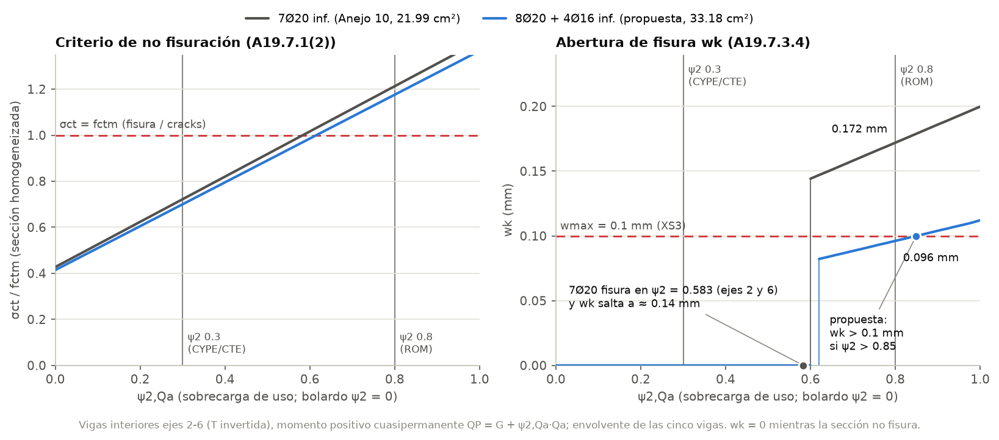 7Ø20 inf. (Anejo 10, 21.99 cm²)
8Ø20 + 4Ø16 inf. (propuesta, 33.18 cm²)
Criterio de no fisuración (A19.7.1(2))
σct / fctm (sección homogeneizada)
1.2
1.0
0.8
0.6
0.4
0.2
0.0
σct = fctm (fisura / cracks)
ψ2 0.3
(CYPE/CTE)
ψ2 0.8
(ROM)
0.0
0.2
0.4
0.6
0.8
1.0
ψ2,Qa (sobrecarga de uso; bolardo ψ2 = 0)
Abertura de fisura wk (A19.7.3.4)
wk (mm)
0.20
0.15
0.10
0.05
0.00
ψ2 0.3
(CYPE/CTE)
ψ2 0.8
(ROM)
0.172 mm
wmax = 0.1 mm (XS3)
0.096 mm
7Ø20 fisura en ψ2 = 0.583 (ejes 2 y 6)
y wk salta a ≈ 0.14 mm
propuesta:
wk > 0.1 mm
si ψ2 > 0.85
0.0
0.2
0.4
0.6
0.8
1.0
ψ2,Qa (sobrecarga de uso; bolardo ψ2 = 0)
Vigas interiores ejes 2-6 (T invertida), momento positivo cuasipermanente QP = G + ψ2,Qa·Qa; envolvente de las cinco vigas. wk = 0 mientras la sección no fisura.